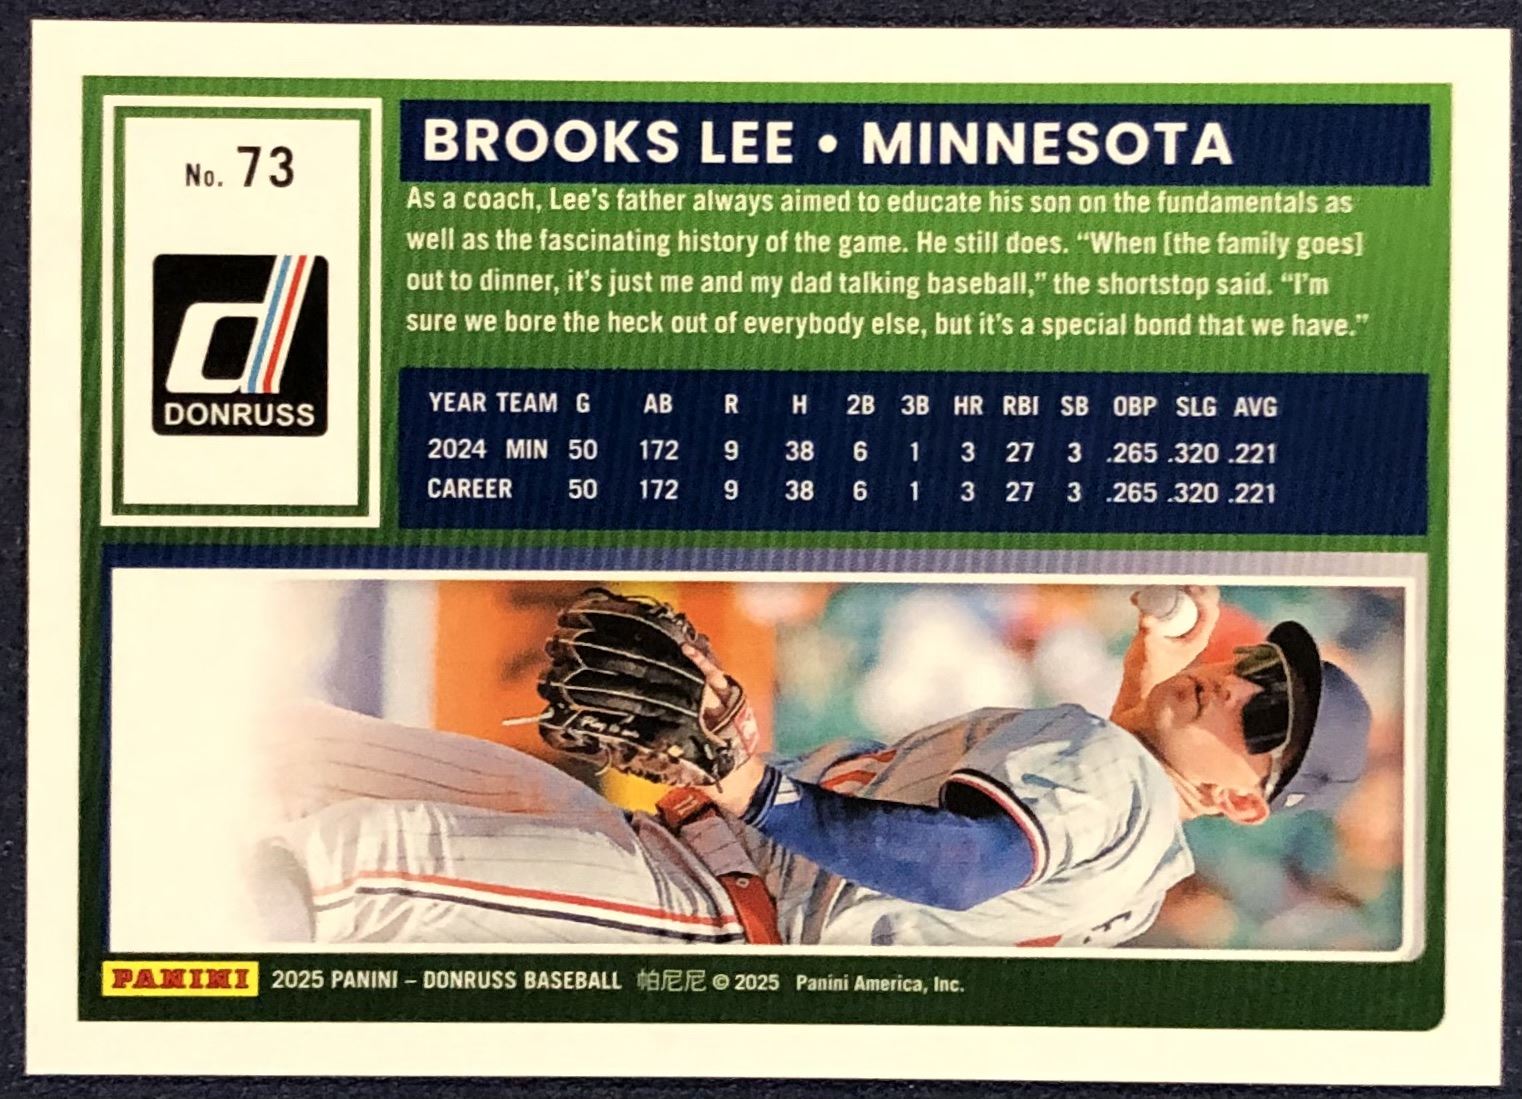 No. 73
DONRUSS
BROOKS LEE • MINNESOTA
As a coach, Lee's father always aimed to educate his son on the fundamentals as
well as the fascinating history of the game. He still does. “When [the family goes]
out to dinner, it's just me and my dad talking baseball,” the shortstop said. “I'm
sure we bore the heck out of everybody else, but it's a special bond that we have.”
YEAR TEAM G AB R H 2B 3B HR RBI SB OBP SLG AVG
2024 MIN 50 172 9 38 6 1 3 27 3 .265 .320 .221
CAREER 50 172 9 38 6 1 3 27 3 .265 .320 .221
PANINI 2025 PANINI – DONRUSS BASEBALL 帕尼尼 © 2025 Panini America, Inc.